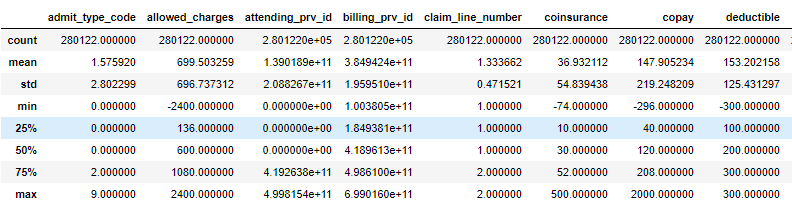 admit_type_code allowed_charges attending_prv_id billing_prv_id claim_line_number coinsurance copay deductible
count 280122.000000 280122.000000 2.801220e+05 2.801220e+05 280122.000000 280122.000000 280122.000000 280122.000000
mean 1.575920 699.503259 1.390189e+11 3.849424e+11 1.333662 36.932112 147.905234 153.202158
std 2.802299 696.737312 2.088267e+11 1.959510e+11 0.471521 54.839438 219.248209 125.431297
min 0.000000 -2400.000000 0.000000e+00 1.003805e+11 1.000000 -74.000000 -296.000000 -300.000000
25% 0.000000 136.000000 0.000000e+00 1.849381e+11 1.000000 10.000000 40.000000 100.000000
50% 0.000000 600.000000 0.000000e+00 4.189613e+11 1.000000 30.000000 120.000000 200.000000
75% 2.000000 1080.000000 4.192638e+11 4.986100e+11 2.000000 52.000000 208.000000 300.000000
max 9.000000 2400.000000 4.998154e+11 6.990160e+11 2.000000 500.000000 2000.000000 300.000000